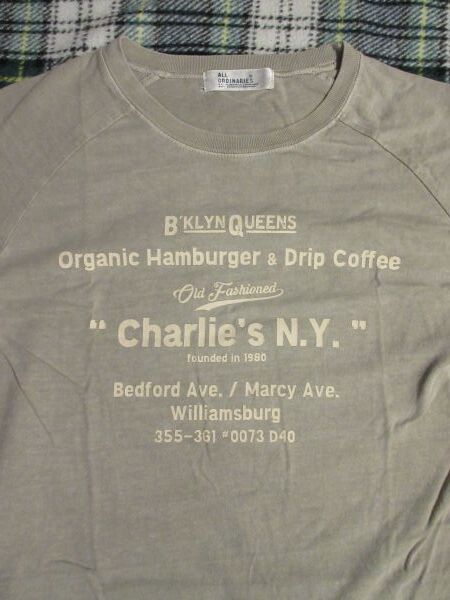 ALL
ORDINARIES
B'KLYN QUEENS
Organic Hamburger & Drip Coffee
Old Fashioned
" Charlie's N.Y. "
founded in 1980
Bedford Ave. / Marcy Ave.
Williamsburg
355-361 #0073 D40